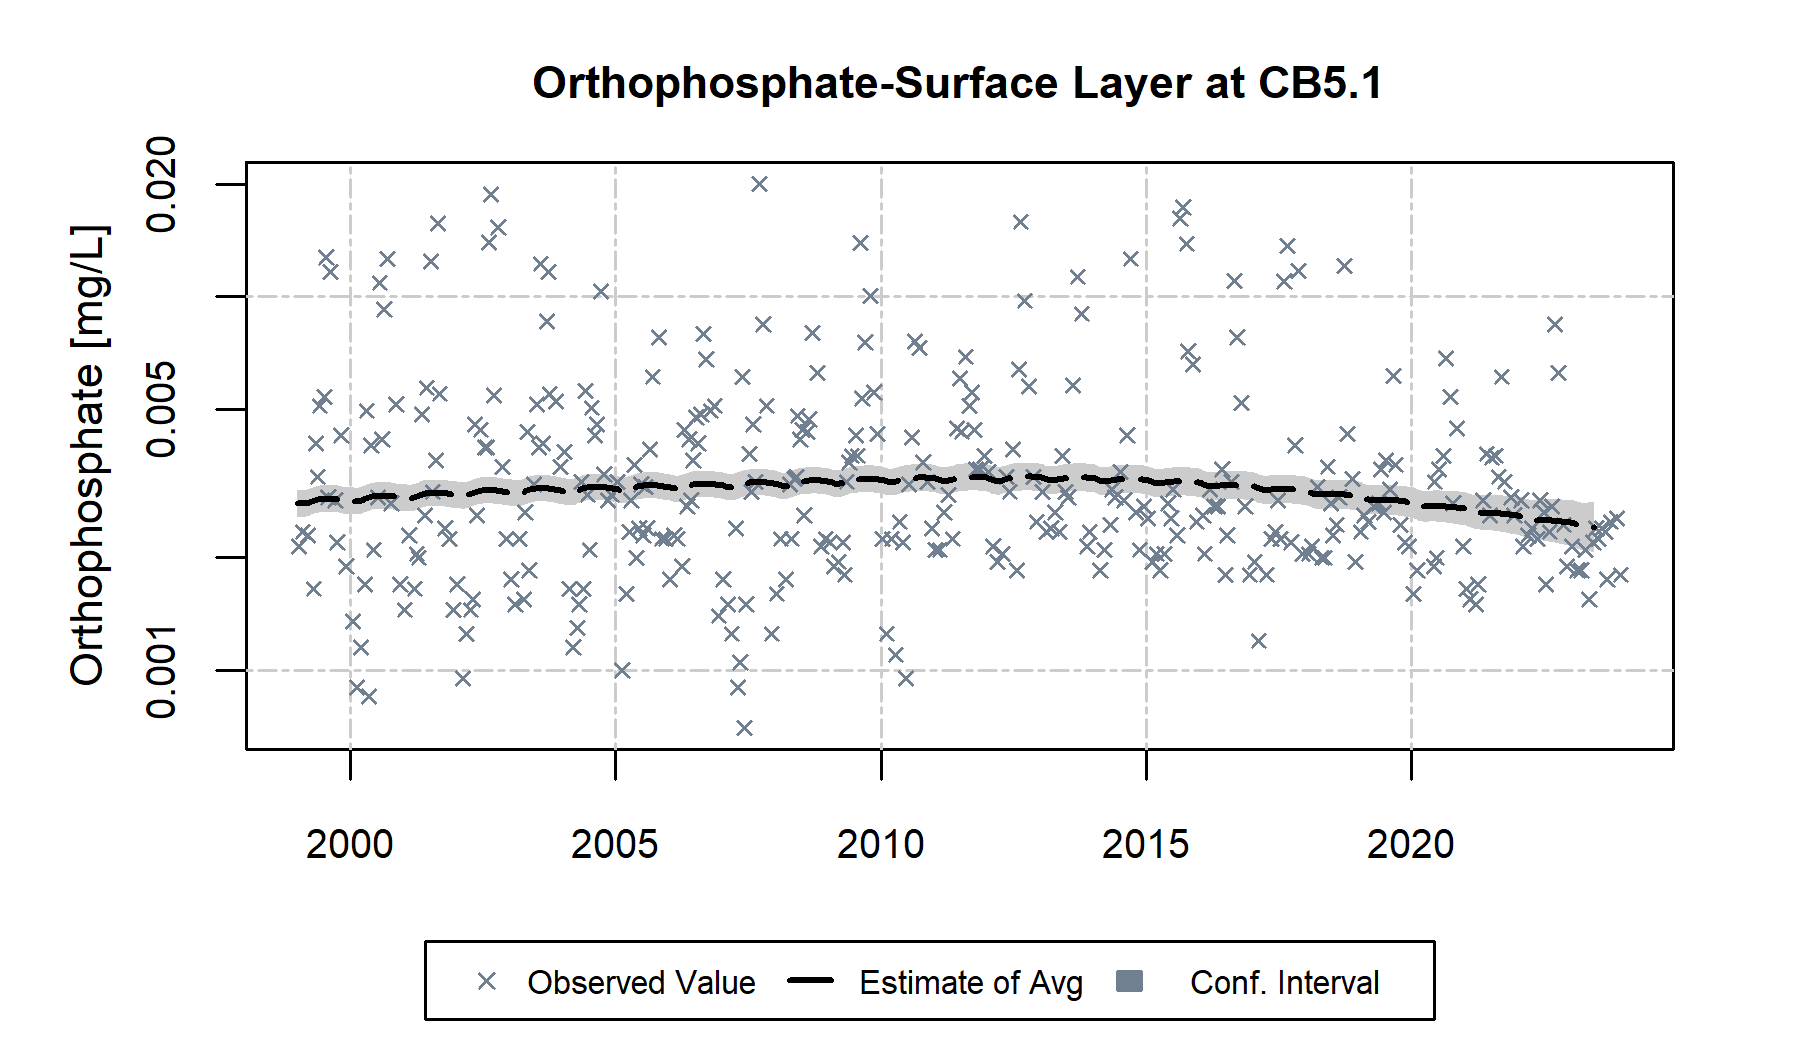 Orthophosphate-Surface Layer at CB5.1
Orthophosphate [mg/L]
0.020
0.005
0.001
2000 2005 2010 2015 2020
Observed Value Estimate of Avg Conf. Interval